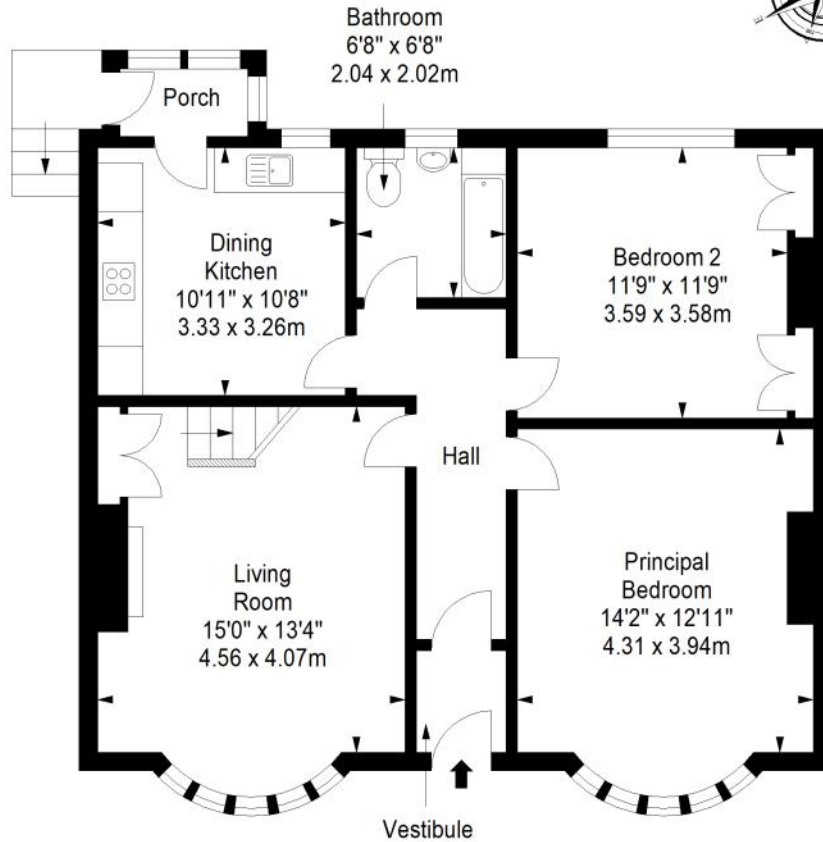 Bathroom
6'8" x 6'8"
2.04 x 2.02m
Porch
Dining
Kitchen
10'11" x 10'8"
3.33 x 3.26m
Bedroom 2
11'9" x 11'9"
3.59 x 3.58m
Hall
Living
Room
15'0" x 13'4"
4.56 x 4.07m
Principal
Bedroom
14'2" x 12'11"
4.31 x 3.94m
Vestibule